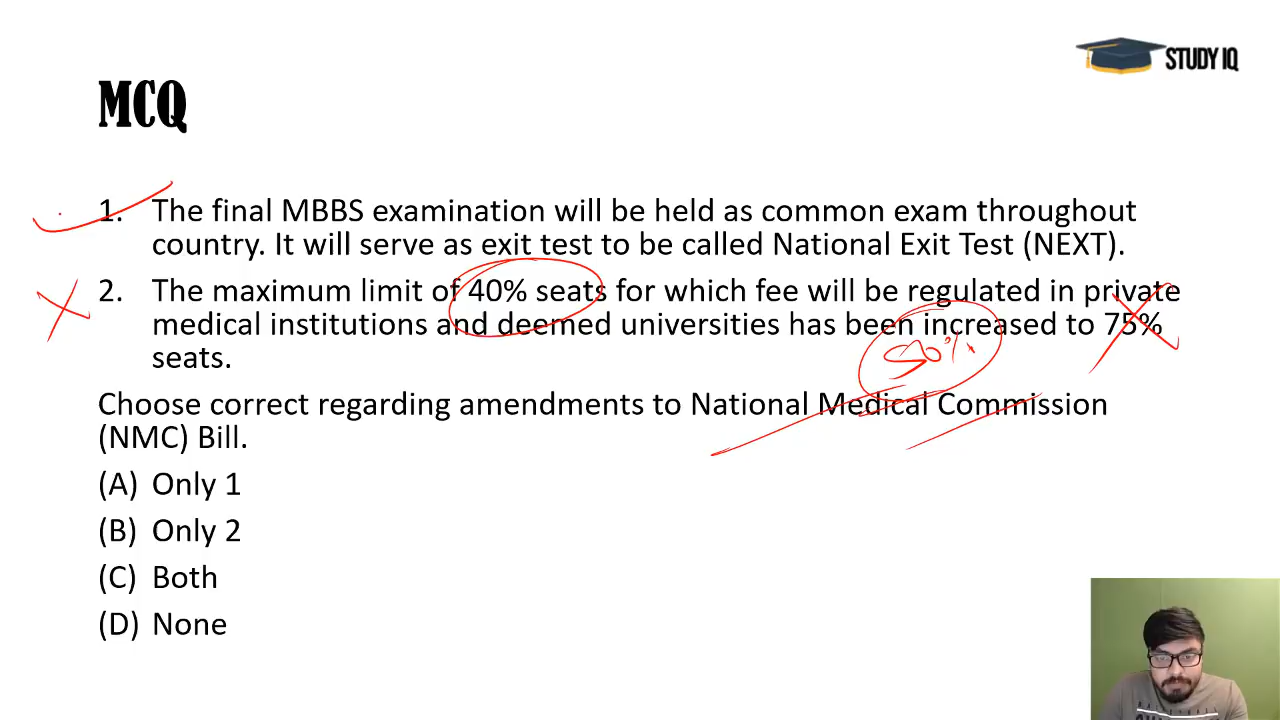 STUDY IQ
MCQ
1. The final MBBS examination will be held as common exam throughout
country. It will serve as exit test to be called National Exit Test (NEXT).
2. The maximum limit of 40% seats for which fee will be regulated in private
medical institutions and deemed universities has been increased to 75%
seats.
50%
Choose correct regarding amendments to National Medical Commission
(NMC) Bill.
(A) Only 1
(B) Only 2
(C) Both
(D) None